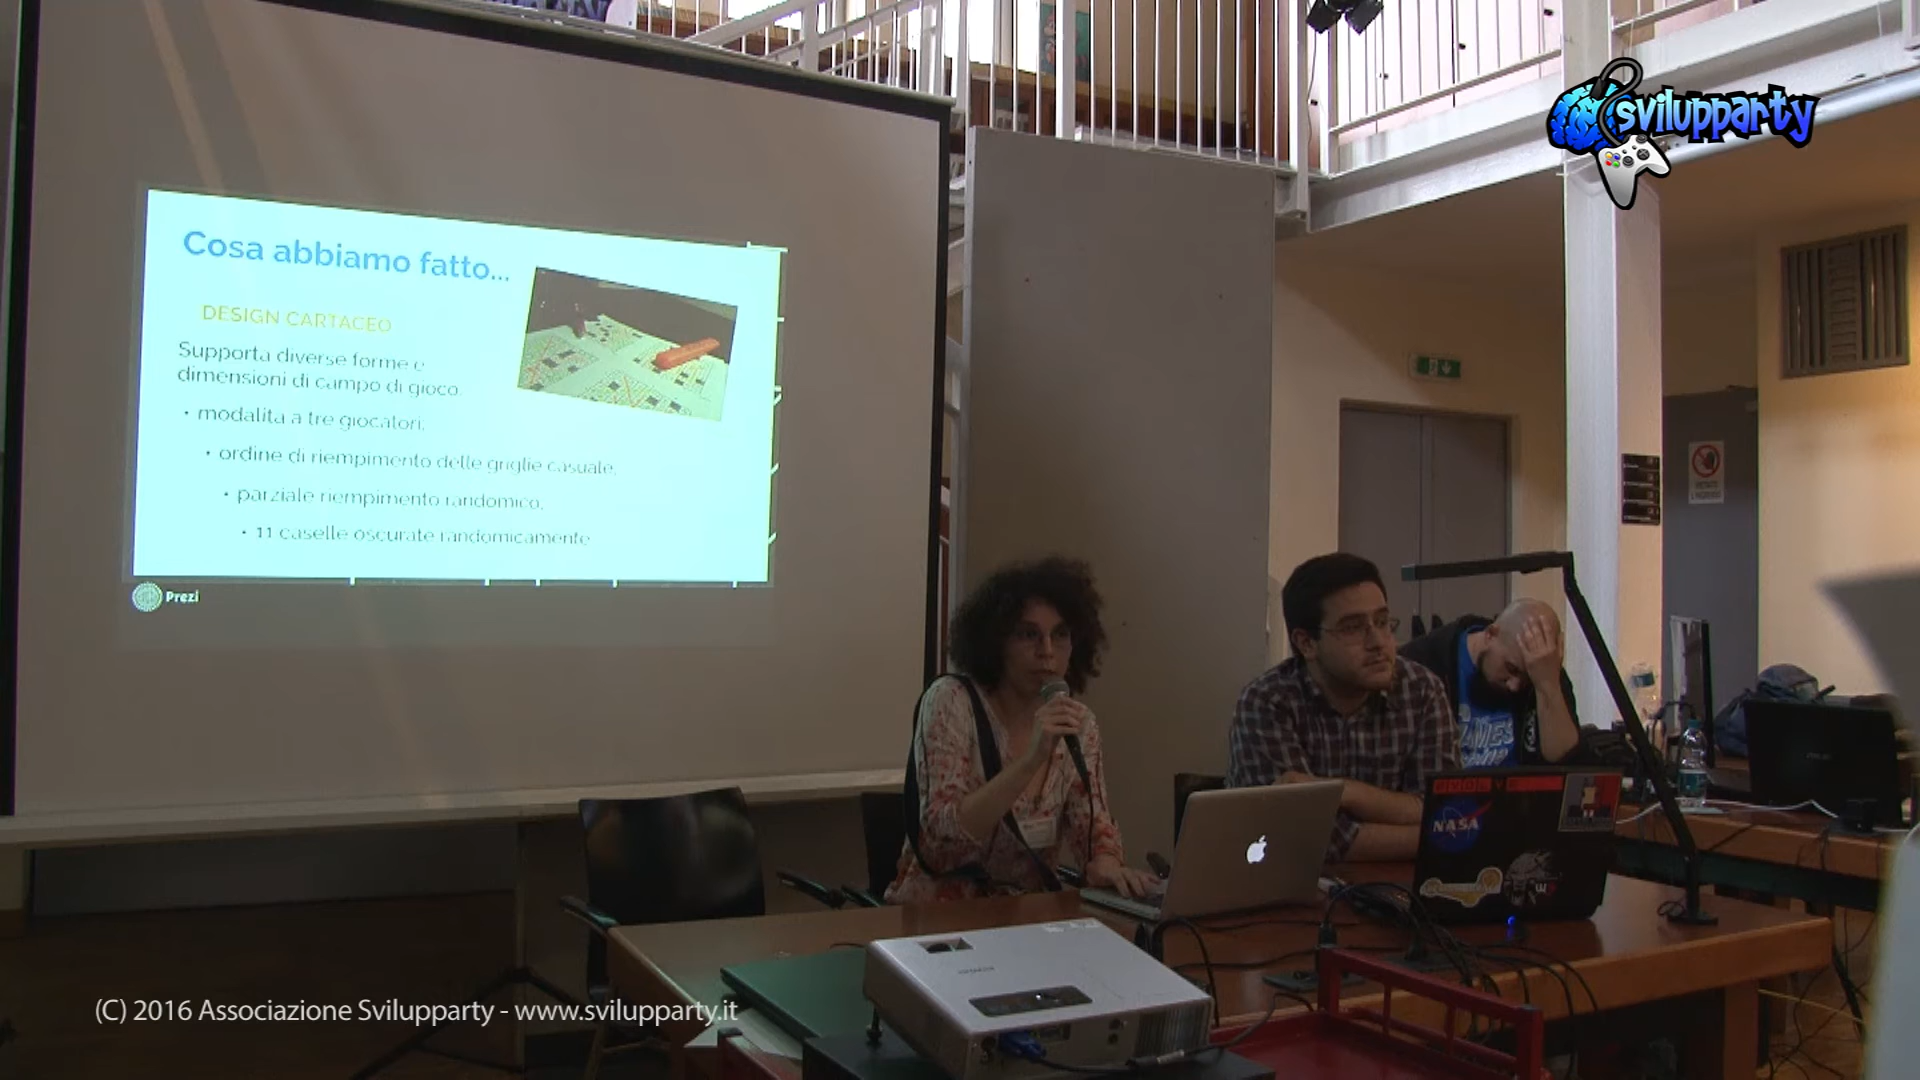 svilupparty
Cosa abbiamo fatto...
DESIGN CARTACEO
Supporta diverse forme e
dimensioni di campo di gioco.
• modalità a tre giocatori;
• ordine di riempimento delle griglie casuale;
• parziale riempimento randomico;
• 11 caselle oscurate randomicamente
Prezi
NASA
HITACHI
(C) 2016 Associazione Svilupparty - www.svilupparty.it